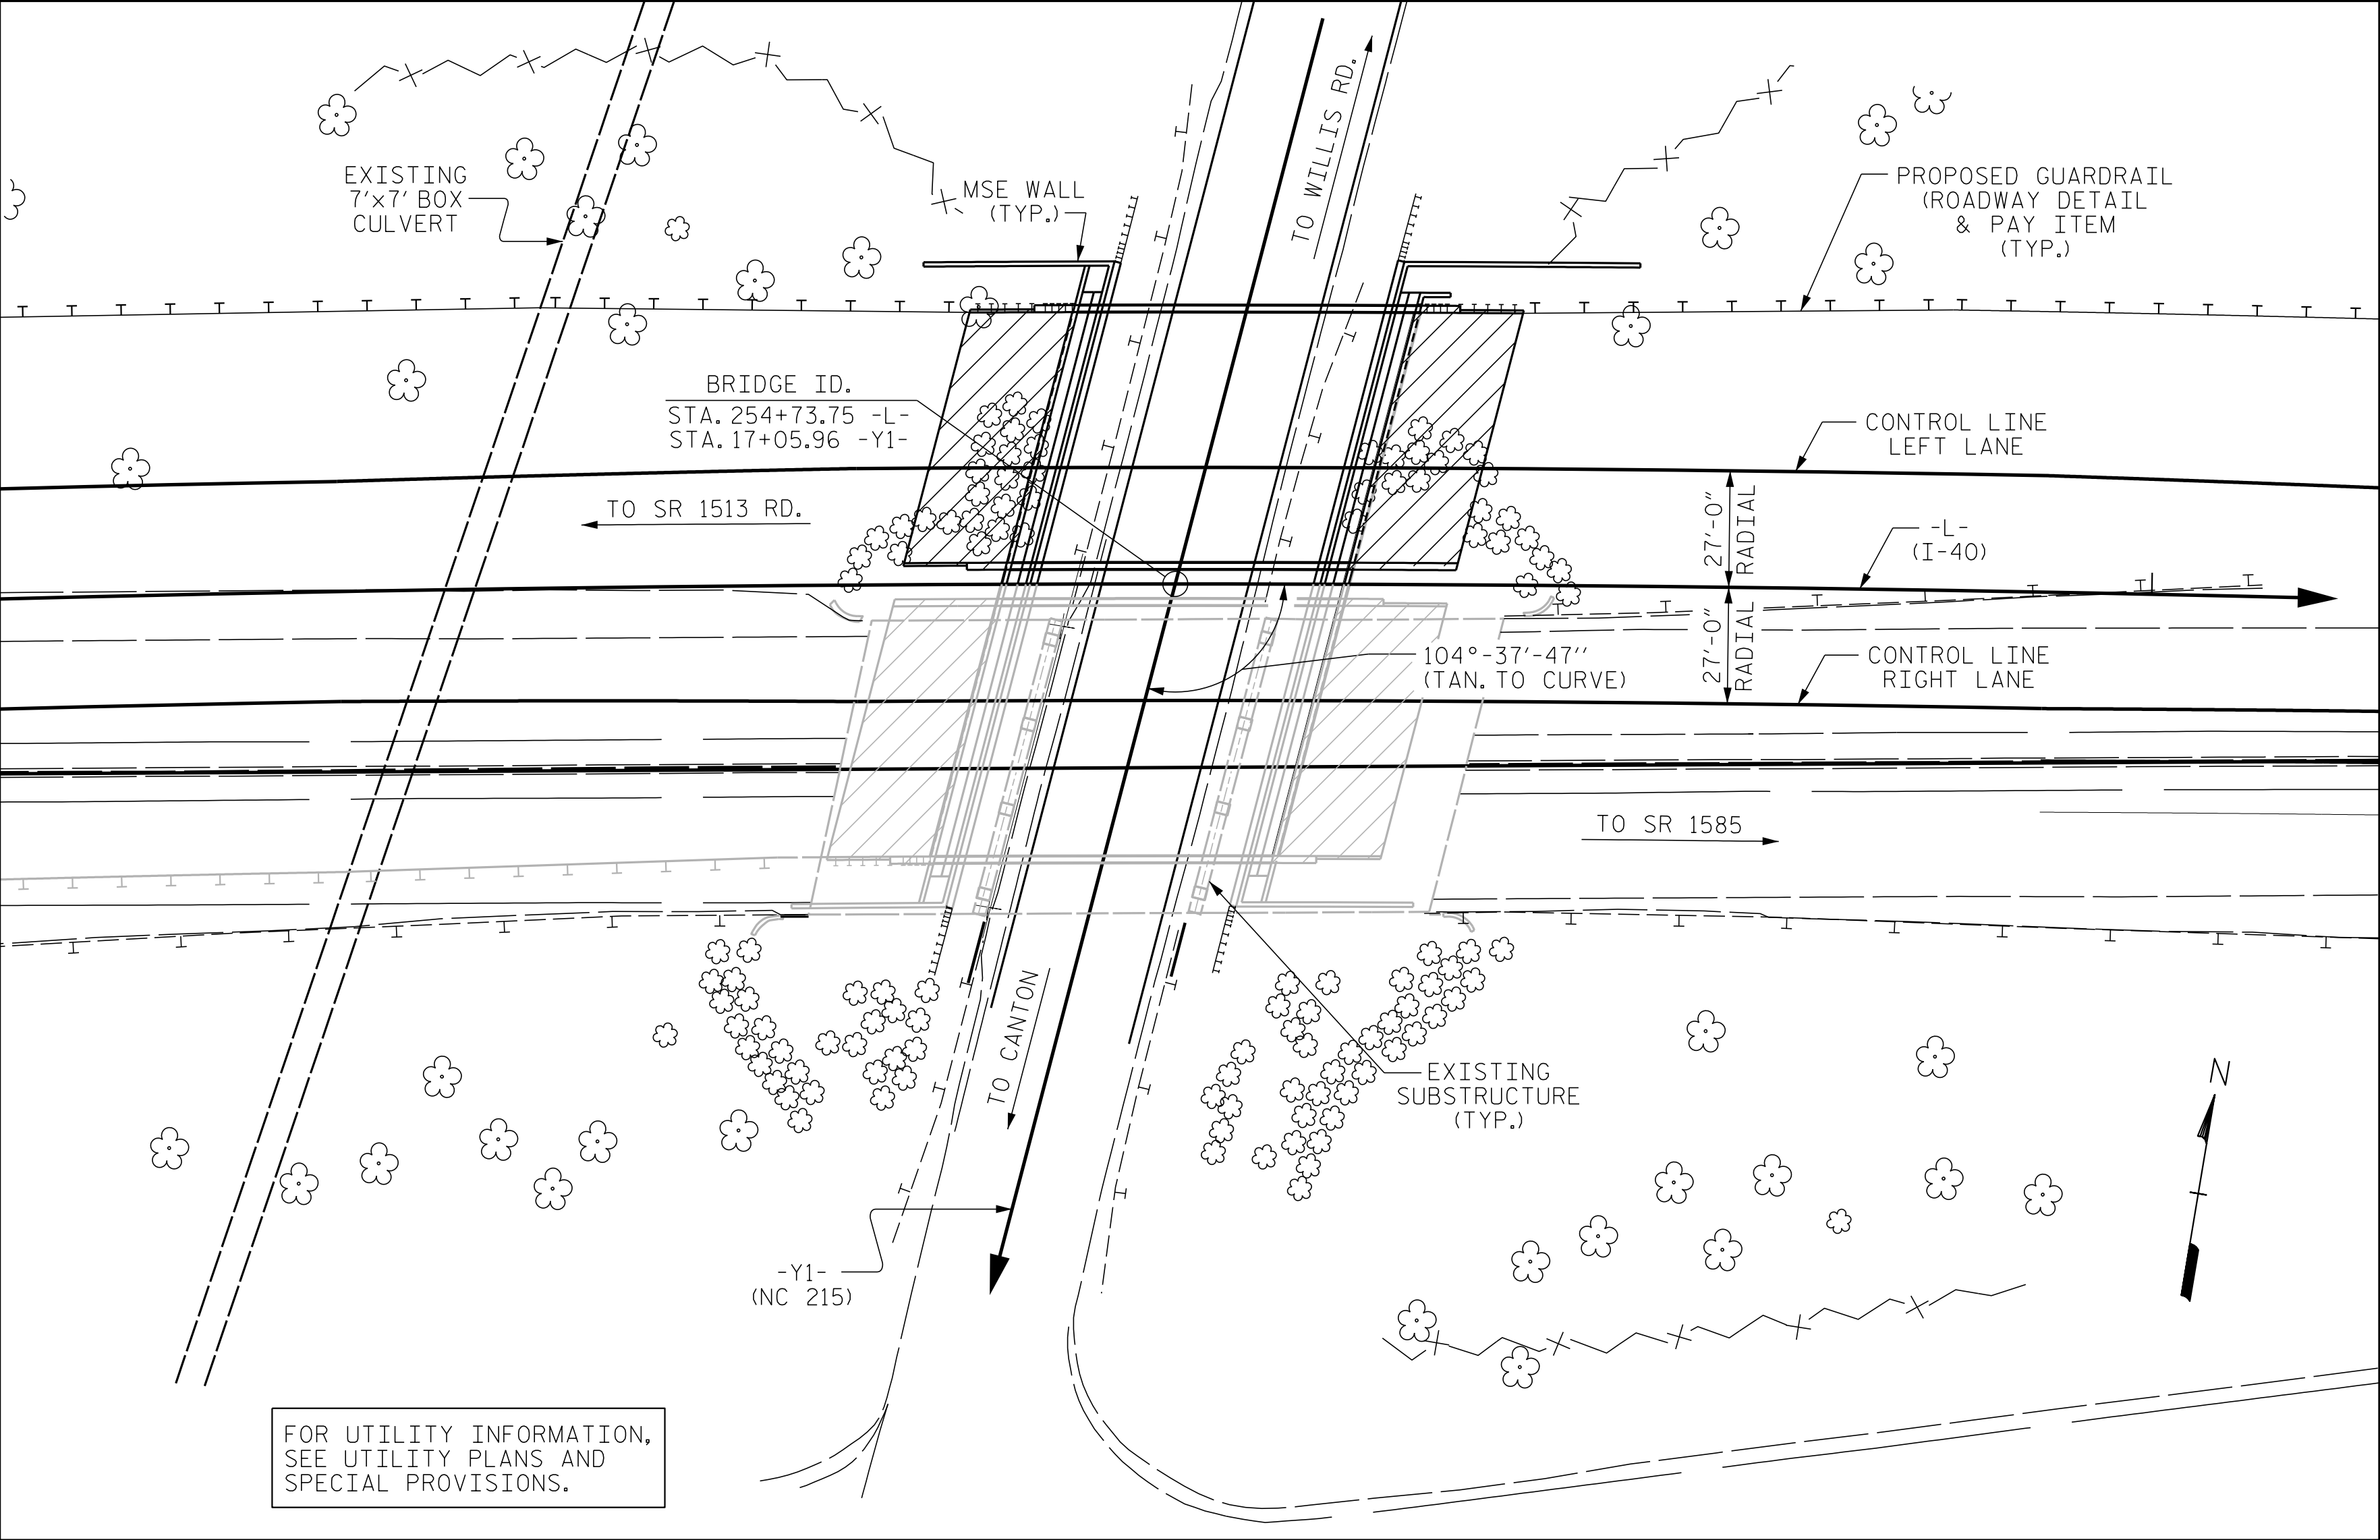 TO WILLIS RD.
EXISTING
7'x7' BOX
CULVERT
MSE WALL
(TYP.)
PROPOSED GUARDRAIL
(ROADWAY DETAIL
& PAY ITEM
(TYP.)
BRIDGE ID.
STA. 254+73.75 -L-
STA. 17+05.96 -Y1-
CONTROL LINE
LEFT LANE
TO SR 1513 RD.
27'-0"
RADIAL
-L-
(I-40)
27'-0"
RADIAL
104°-37'-47''
(TAN. TO CURVE)
CONTROL LINE
RIGHT LANE
TO SR 1585
TO CANTON
EXISTING
SUBSTRUCTURE
(TYP.)
N
-Y1-
(NC 215)
FOR UTILITY INFORMATION,
SEE UTILITY PLANS AND
SPECIAL PROVISIONS.